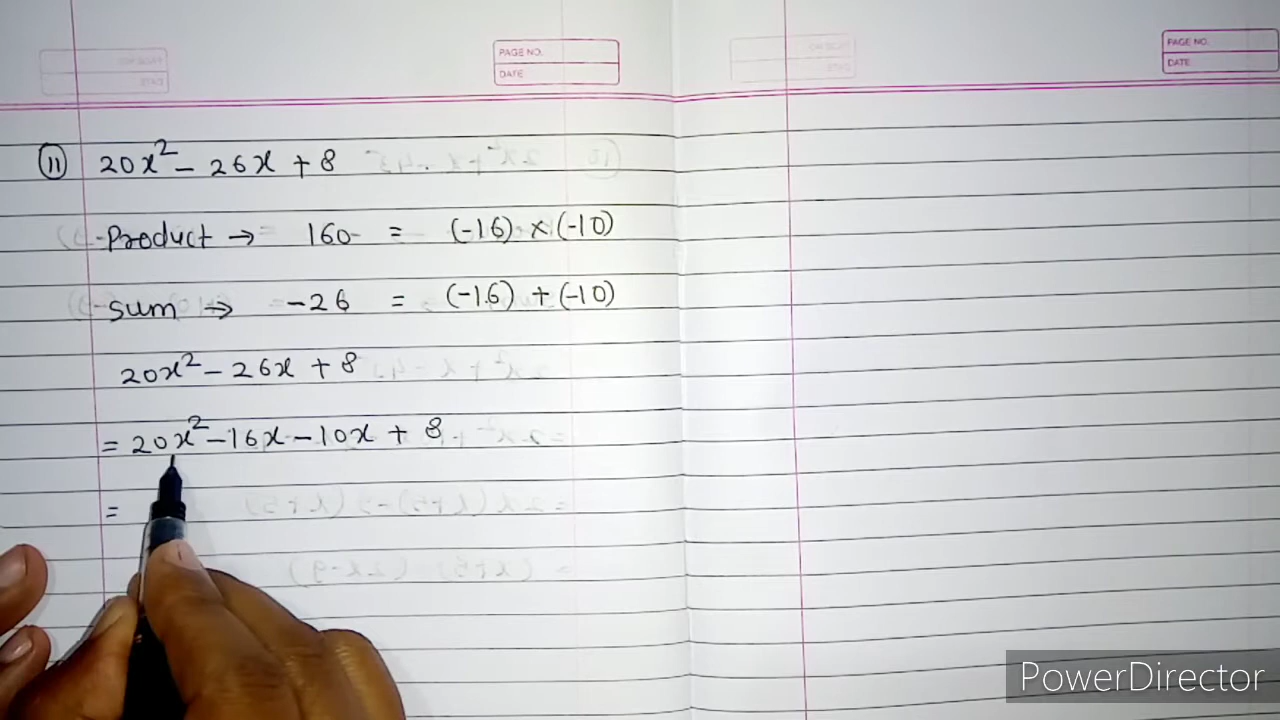 PAGE NO.
DATE
PAGE NO.
DATE
⑪ 20x² - 26x + 8
Product → 160 = (-16) × (-10)
Sum → -26 = (-16) + (-10)
20x² - 26x + 8
= 20x² - 16x - 10x + 8
=
PowerDirector